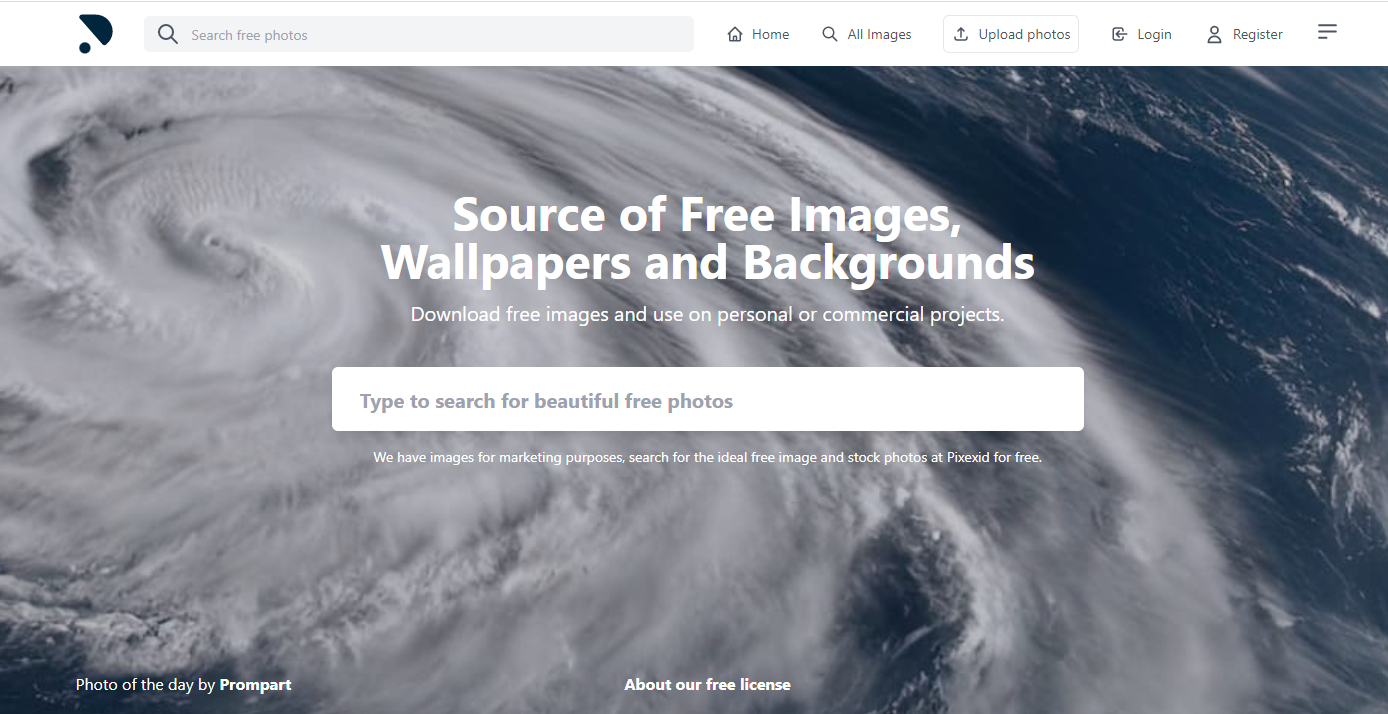 Search free photos
Home
All Images
Upload photos
Login
Register
Source of Free Images,
Wallpapers and Backgrounds
Download free images and use on personal or commercial projects.
Type to search for beautiful free photos
We have images for marketing purposes, search for the ideal free image and stock photos at Pixexid for free.
Photo of the day by Prompart
About our free license